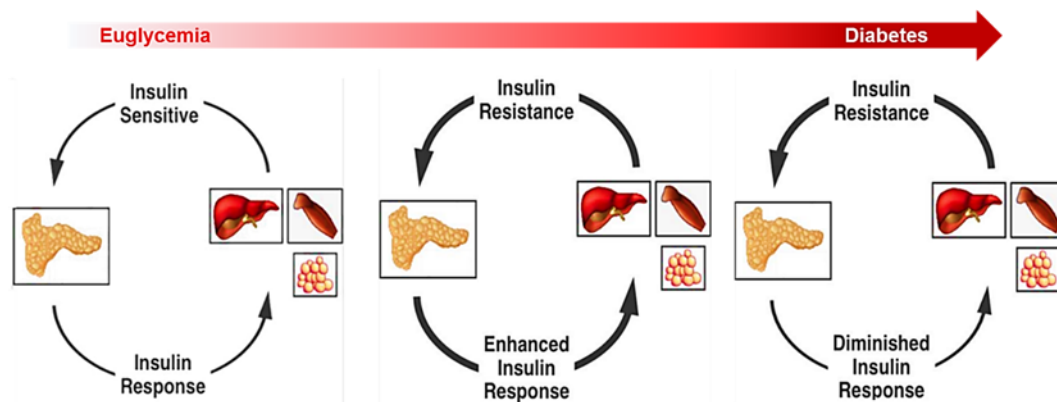 Euglycemia
Diabetes
Insulin
Sensitive
Insulin
Response
Insulin
Resistance
Enhanced
Insulin
Response
Insulin
Resistance
Diminished
Insulin
Response